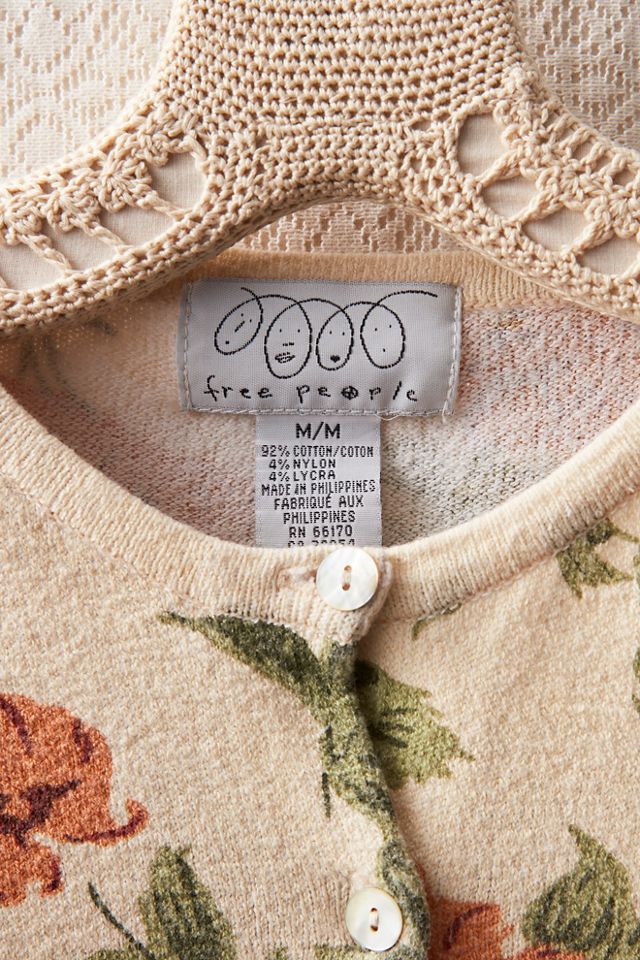 free people
M/M
92% COTTON/COTON
4% NYLON
4% LYCRA
MADE IN PHILIPPINES
FABRIQUÉ AUX
PHILIPPINES
RN 66170